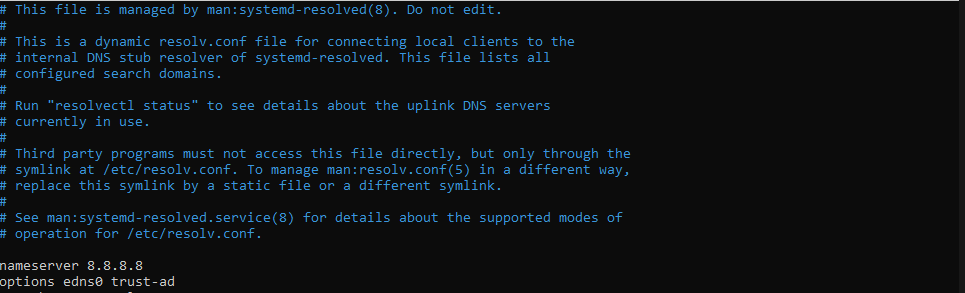 # This file is managed by man:systemd-resolved(8). Do not edit.
#
# This is a dynamic resolv.conf file for connecting local clients to the
# internal DNS stub resolver of systemd-resolved. This file lists all
# configured search domains.
#
# Run "resolvectl status" to see details about the uplink DNS servers
# currently in use.
#
# Third party programs must not access this file directly, but only through the
# symlink at /etc/resolv.conf. To manage man:resolv.conf(5) in a different way,
# replace this symlink by a static file or a different symlink.
#
# See man:systemd-resolved.service(8) for details about the supported modes of
# operation for /etc/resolv.conf.
nameserver 8.8.8.8
options edns0 trust-ad